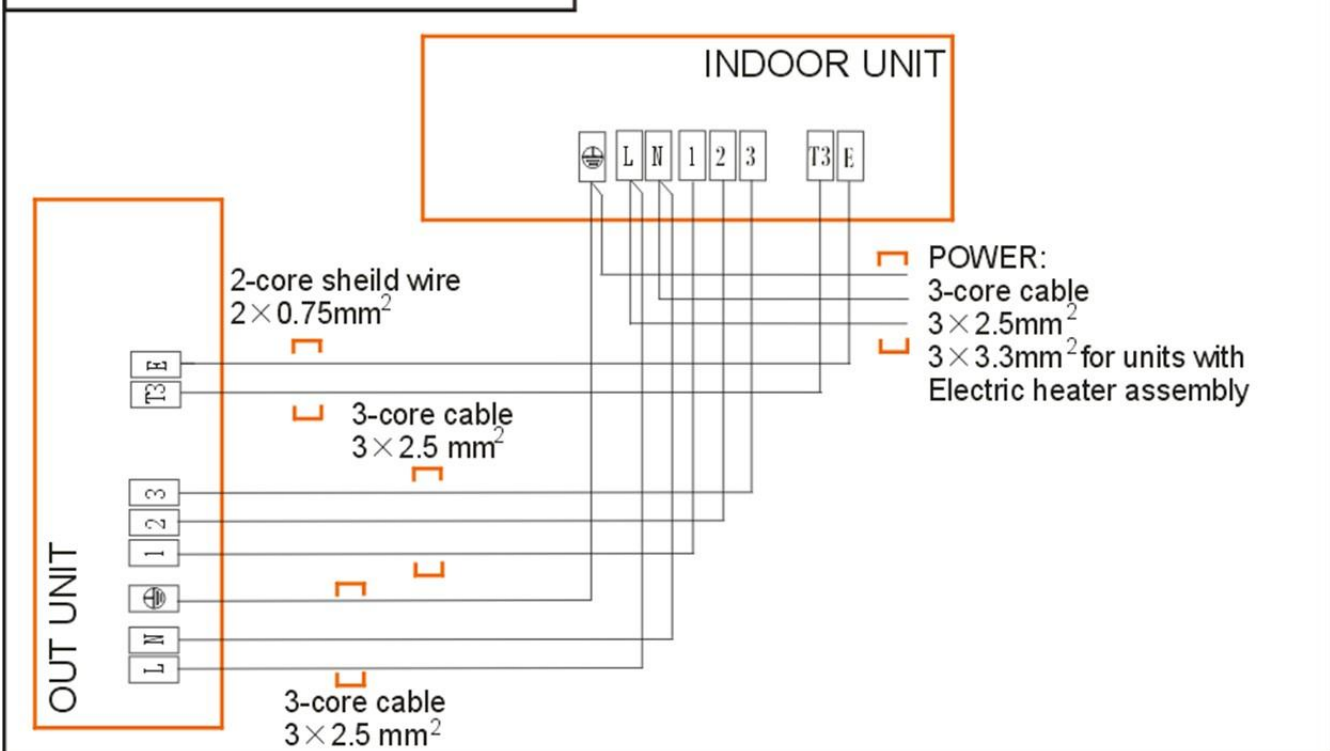 INDOOR UNIT
L N 1 2 3 T3 E
POWER:
3-core cable
3×2.5mm²
3×3.3mm² for units with
Electric heater assembly
2-core sheild wire
2×0.75mm²
E
T3
3-core cable
3×2.5 mm²
3
2
1
N
L
OUT UNIT
3-core cable
3×2.5 mm²